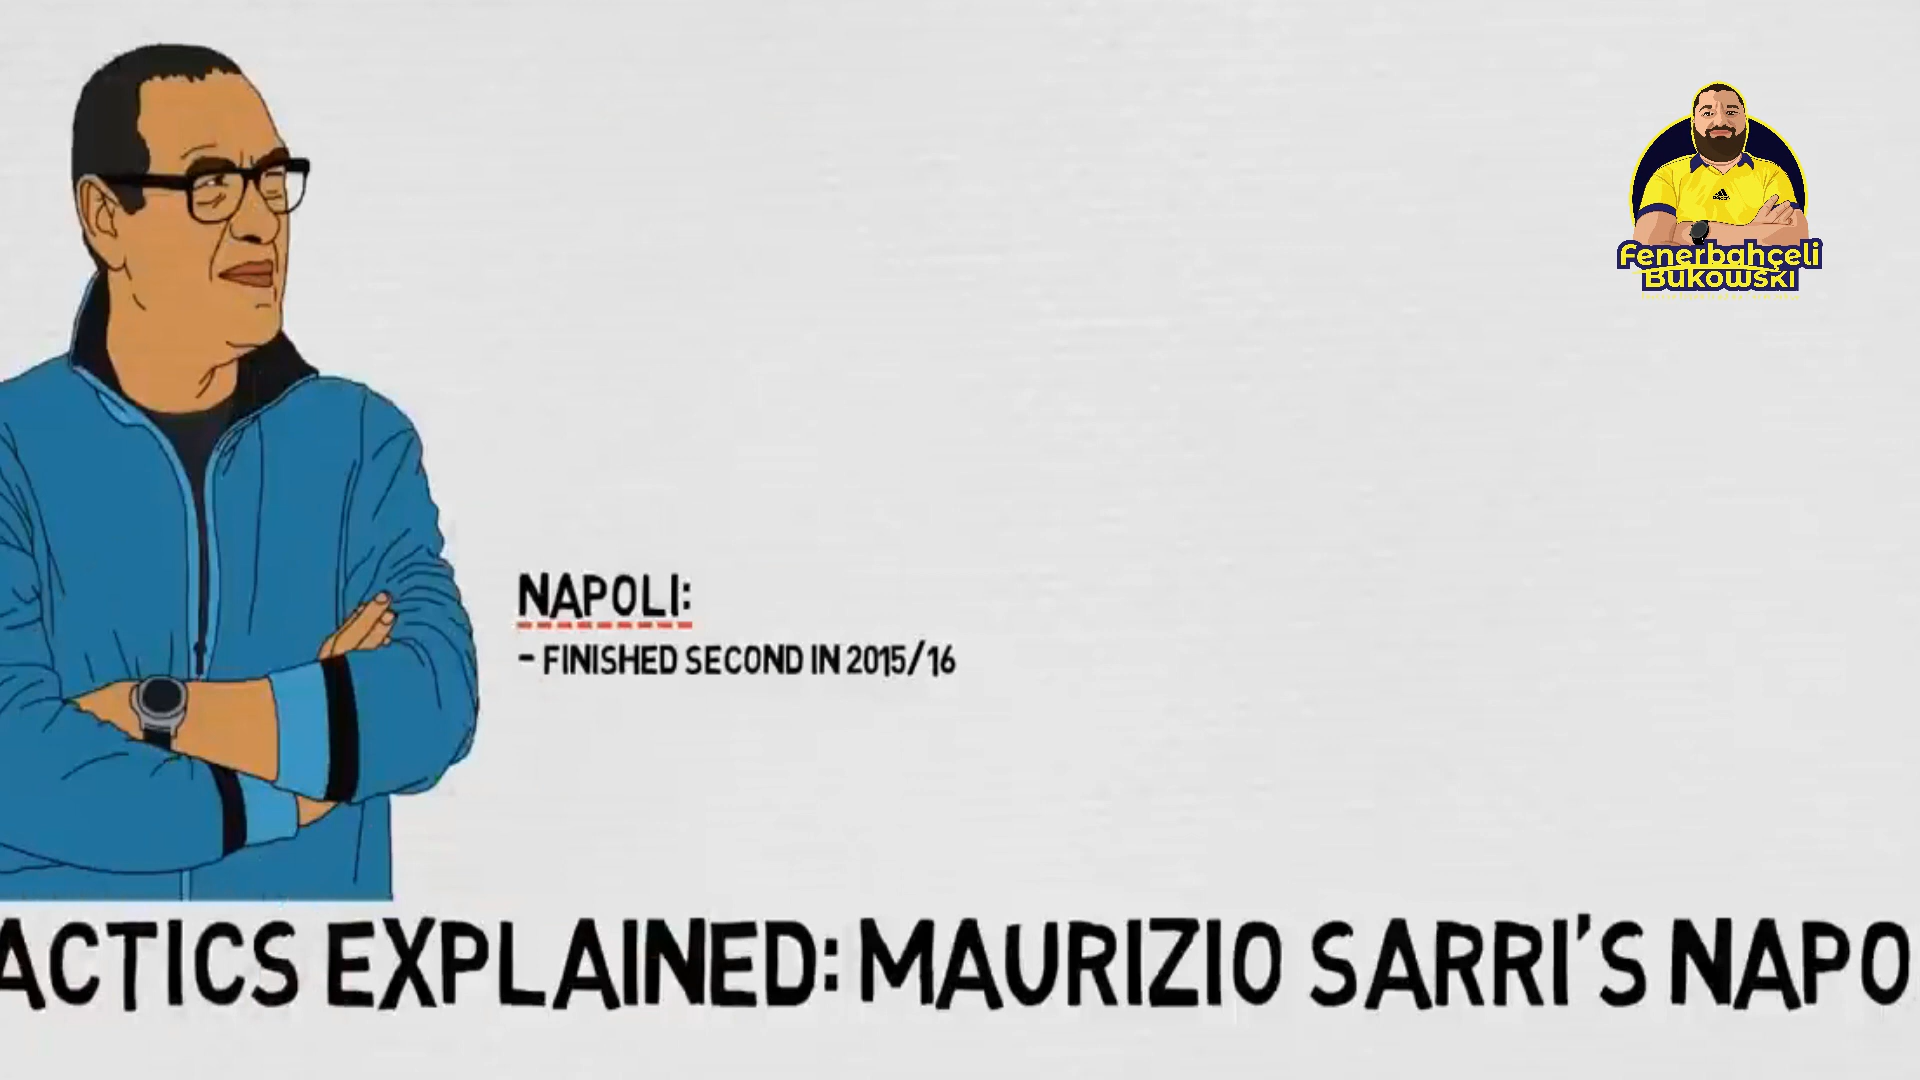 Fenerbahçeli
Bukowski
NAPOLI:
- FINISHED SECOND IN 2015/16
ACTICS EXPLAINED: MAURIZIO SARRI'S NAPO